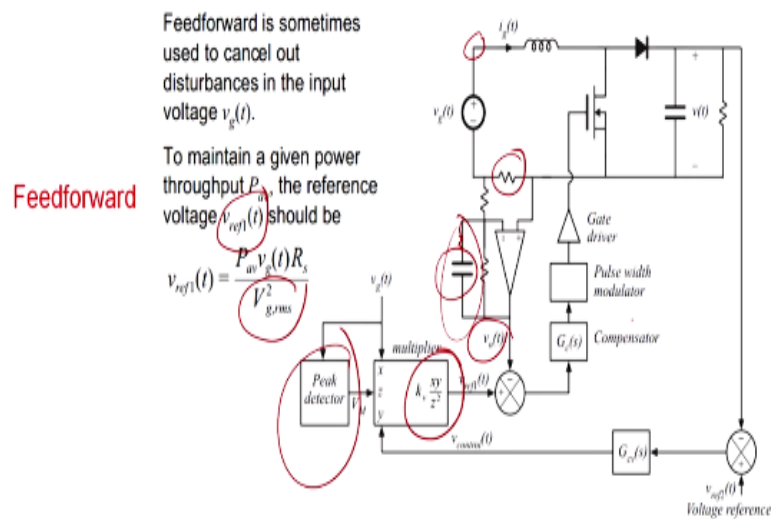 Feedforward
Feedforward is sometimes
used to cancel out
disturbances in the input
voltage v_g(t).
To maintain a given power
throughput P_av, the reference
voltage v_ref1(t) should be
v_ref1(t) = P_av v_g(t) R_s / V²_g,rms
i_g(t)
v_g(t)
+
−
+
v(t)
−
Gate
driver
Pulse width
modulator
G_c(s) Compensator
v_a(t)
v_g(t)
multiplier
Peak
detector
V_M
x
z
y
k_v xy/z²
v_ref1(t)
+
−
v_control(t)
G_cv(s)
−
+
v_ref2(t)
Voltage reference